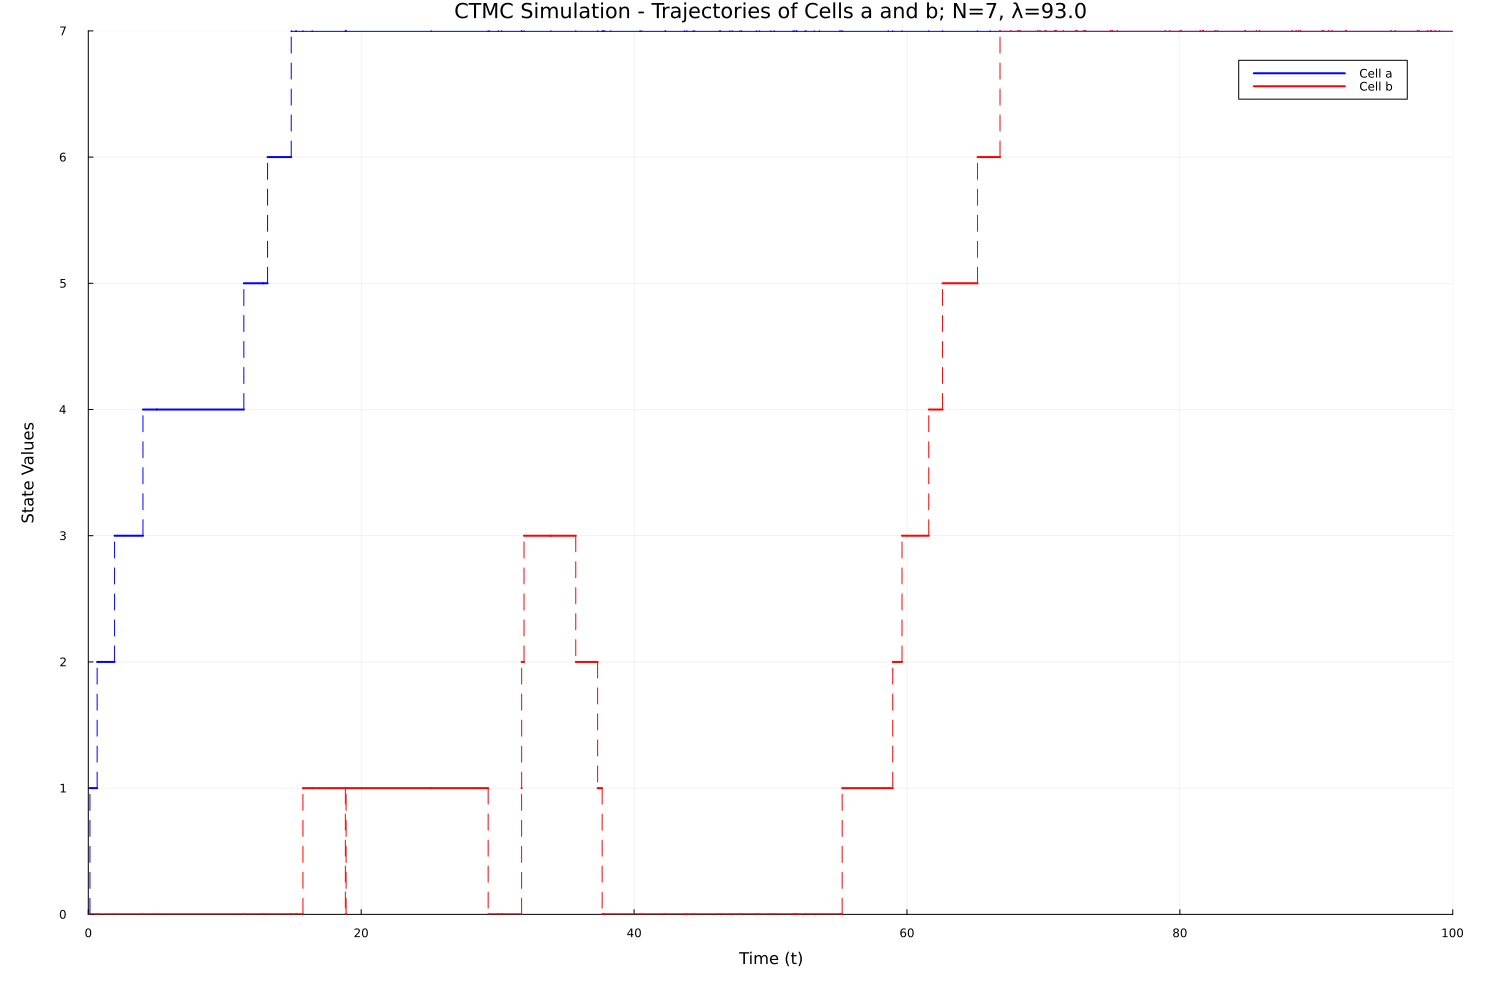 CTMC Simulation - Trajectories of Cells a and b; N=7, λ=93.0
7
6
5
4
3
2
1
0
State Values
Cell a
Cell b
0 20 40 60 80 100
Time (t)